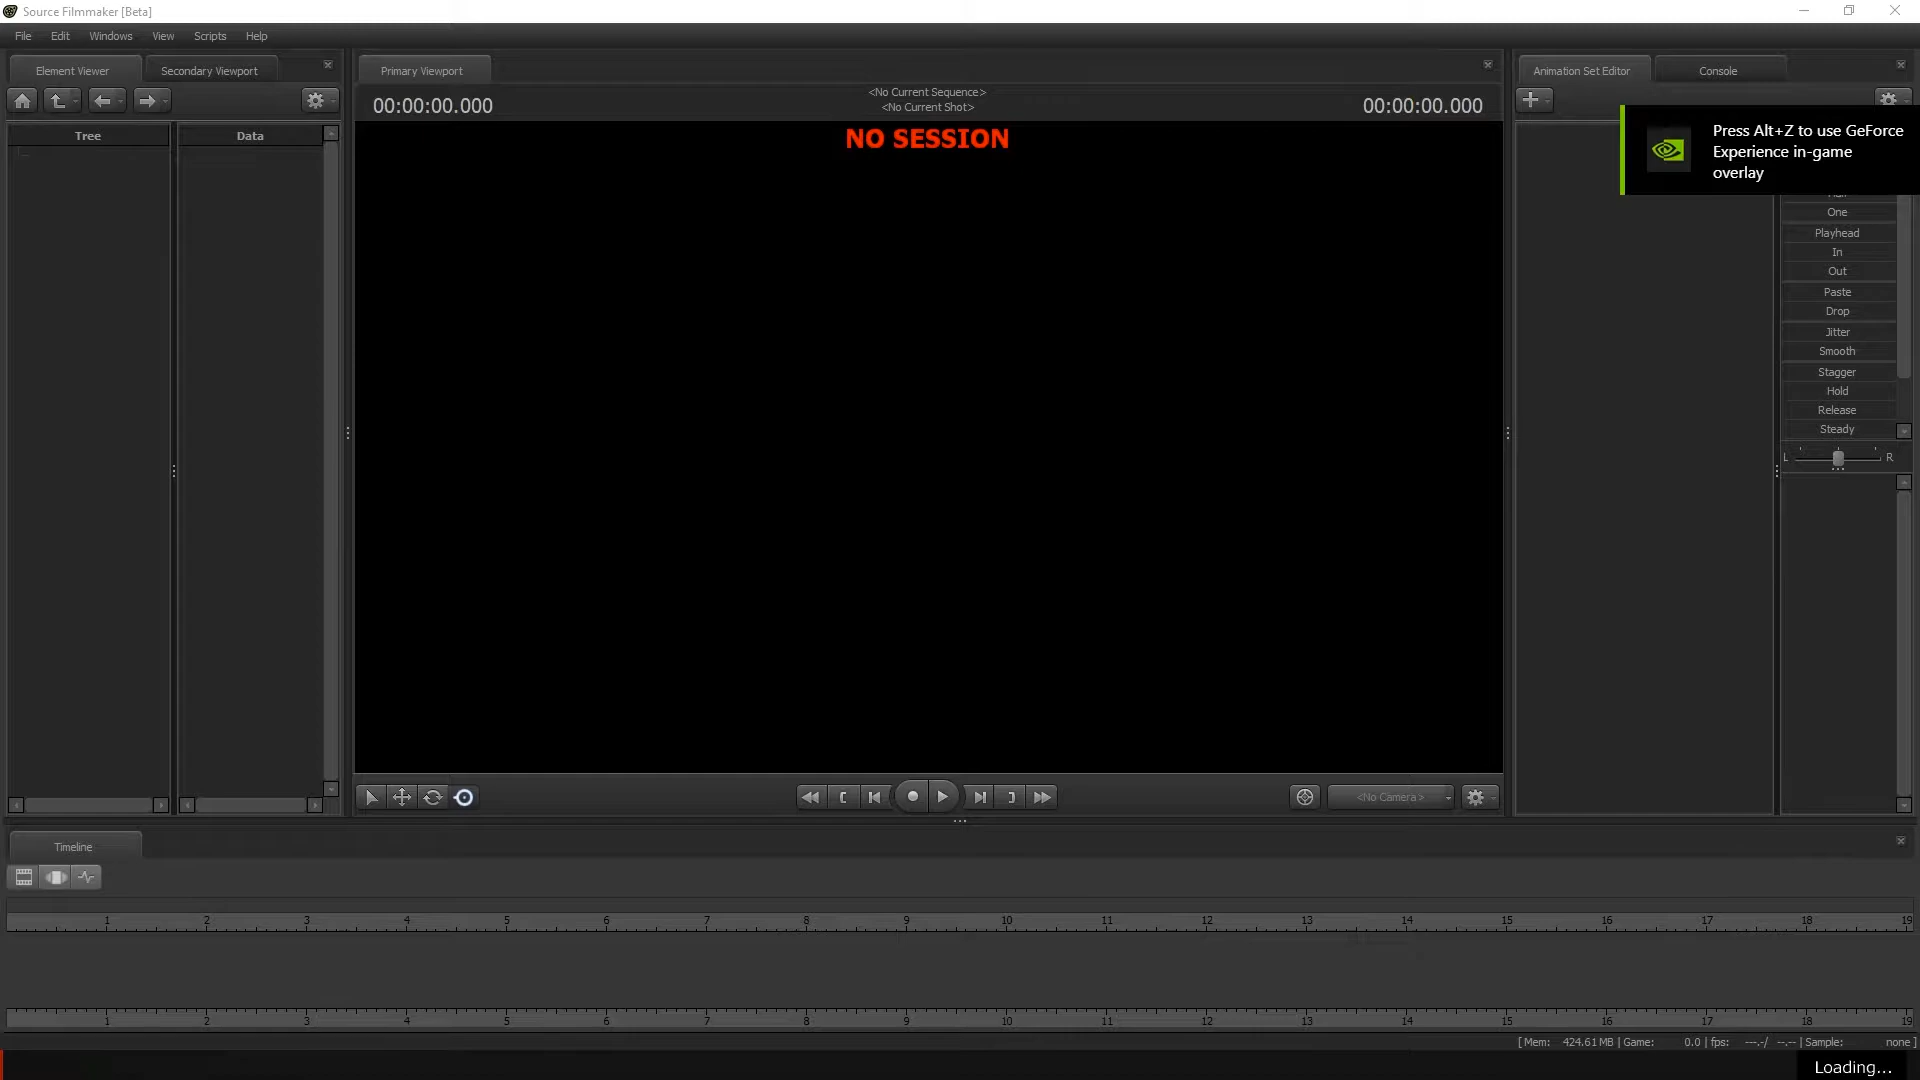 Source Filmmaker [Beta]
File Edit Windows View Scripts Help
Element Viewer Secondary Viewport
Primary Viewport
Animation Set Editor Console
00:00:00.000
<No Current Sequence>
<No Current Shot>
00:00:00.000
Tree Data
NO SESSION
Press Alt+Z to use GeForce
Experience in-game
overlay
One
Playhead
In
Out
Paste
Drop
Jitter
Smooth
Stagger
Hold
Release
Steady
L R
<No Camera>
Timeline
1 2 3 4 5 6 7 8 9 10 11 12 13 14 15 16 17 18 19
1 2 3 4 5 6 7 8 9 10 11 12 13 14 15 16 17 18 19
[ Mem: 424.61 MB | Game: 0.0 | fps: ---.-/ --.-- | Sample: none ]
Loading...